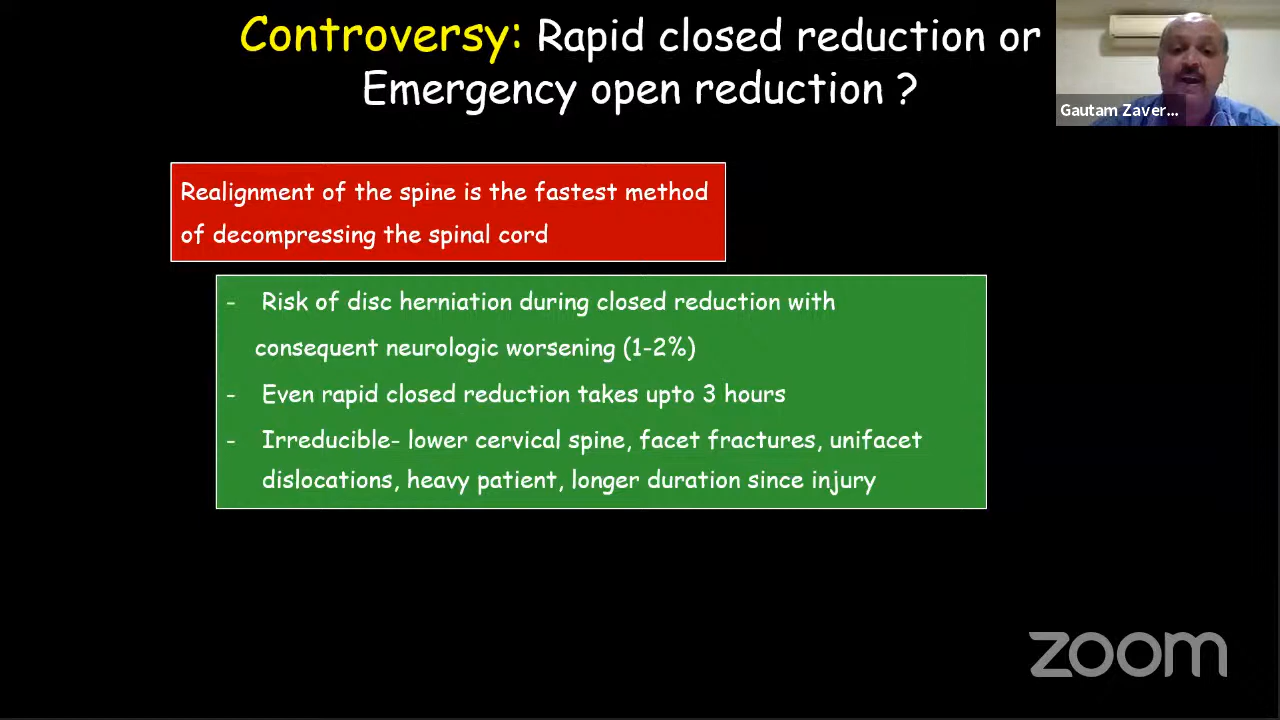 Controversy: Rapid closed reduction or
Emergency open reduction ?
Gautam Zaver...
Realignment of the spine is the fastest method
of decompressing the spinal cord
- Risk of disc herniation during closed reduction with
consequent neurologic worsening (1-2%)
- Even rapid closed reduction takes upto 3 hours
- Irreducible- lower cervical spine, facet fractures, unifacet
dislocations, heavy patient, longer duration since injury
zoom